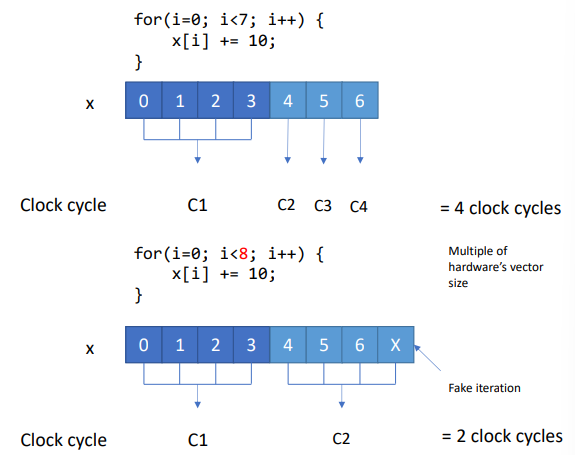 for(i=0; i<7; i++) {
x[i] += 10;
}
x 0 1 2 3 4 5 6
Clock cycle C1 C2 C3 C4 = 4 clock cycles
for(i=0; i<8; i++) {
x[i] += 10;
}
Multiple of
hardware’s vector
size
x 0 1 2 3 4 5 6 X
Fake iteration
Clock cycle C1 C2 = 2 clock cycles